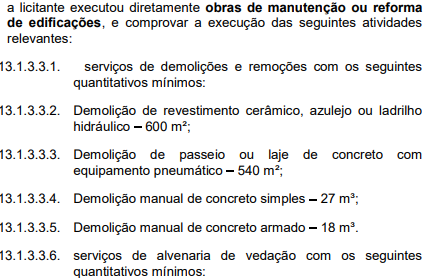 a licitante executou diretamente obras de manutenção ou reforma
de edificações, e comprovar a execução das seguintes atividades
relevantes:
13.1.3.3.1. serviços de demolições e remoções com os seguintes
quantitativos mínimos:
13.1.3.3.2. Demolição de revestimento cerâmico, azulejo ou ladrilho
hidráulico – 600 m²;
13.1.3.3.3. Demolição de passeio ou laje de concreto com
equipamento pneumático – 540 m²;
13.1.3.3.4. Demolição manual de concreto simples – 27 m³;
13.1.3.3.5. Demolição manual de concreto armado – 18 m³.
13.1.3.3.6. serviços de alvenaria de vedação com os seguintes
quantitativos mínimos: